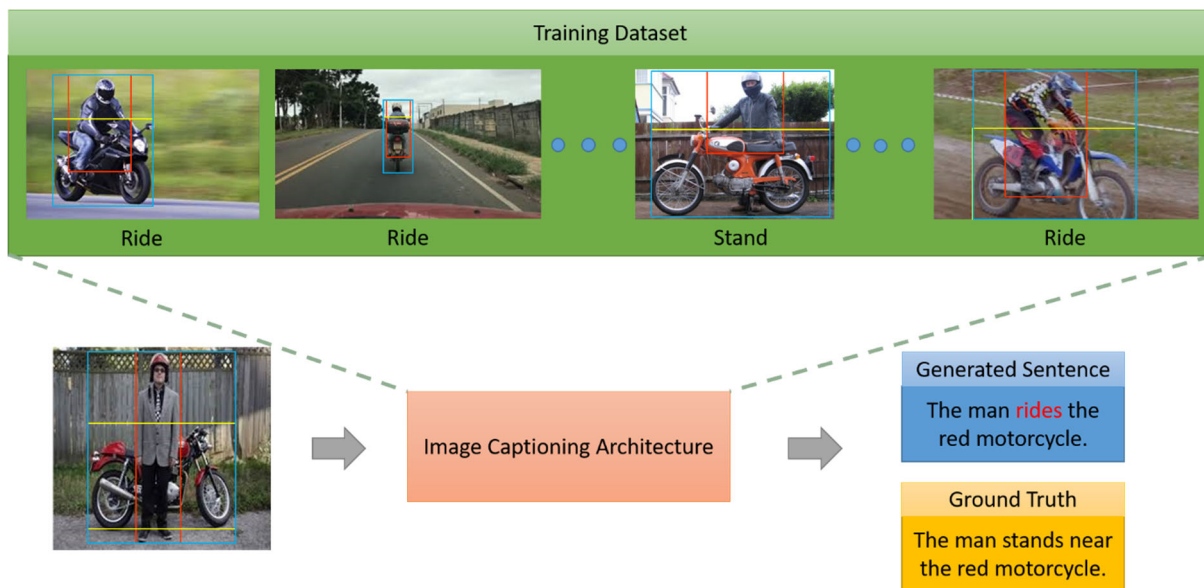 Training Dataset
Ride
Ride
Stand
Ride
Image Captioning Architecture
Generated Sentence
The man rides the
red motorcycle.
Ground Truth
The man stands near
the red motorcycle.